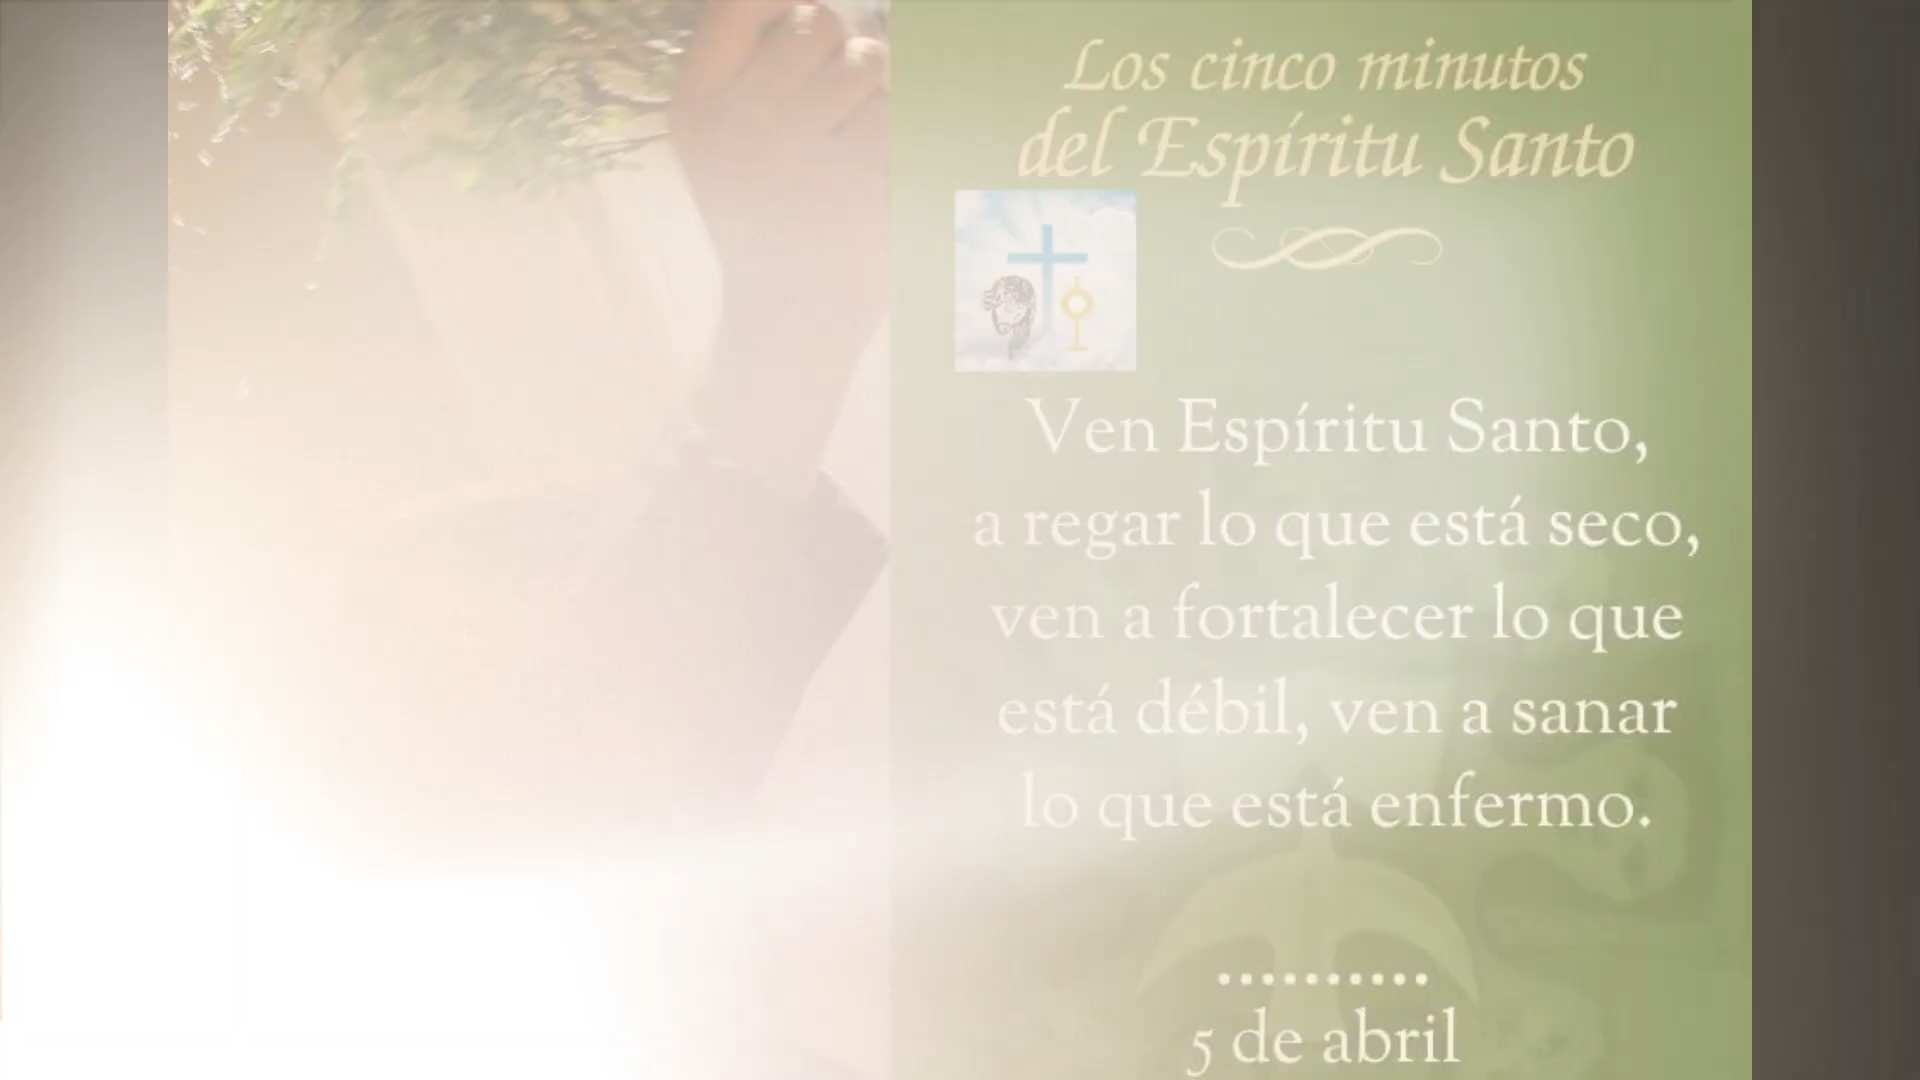 Los cinco minutos
del Espíritu Santo
Ven Espíritu Santo,
a regar lo que está seco,
ven a fortalecer lo que
está débil, ven a sanar
lo que está enfermo.
..........
5 de abril